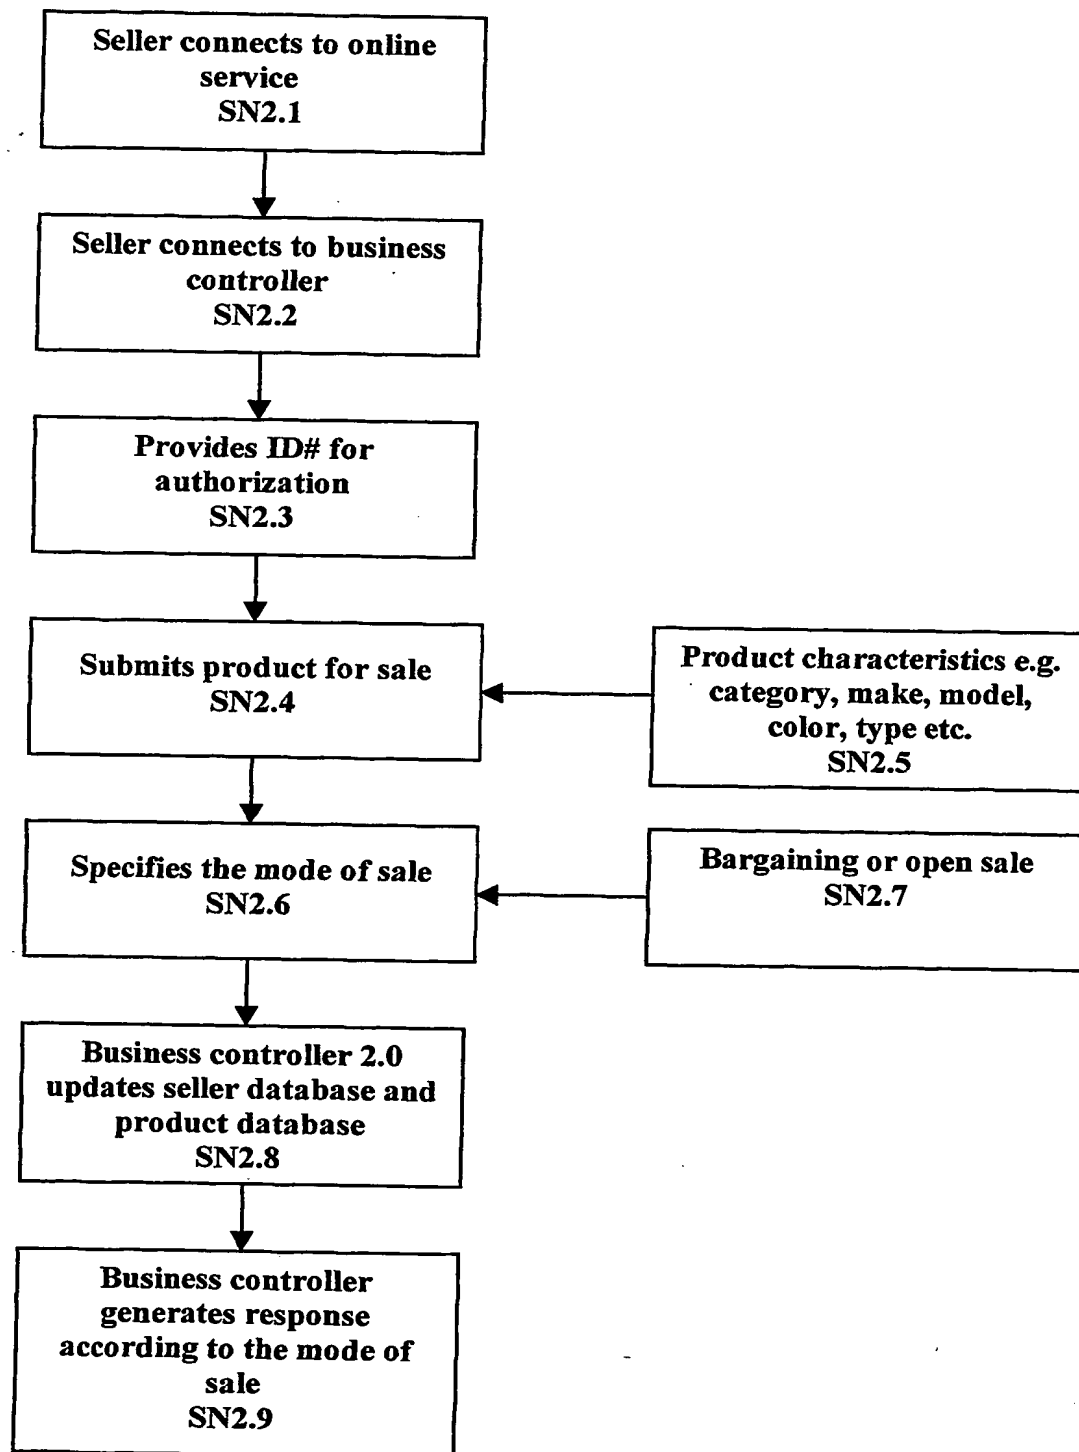 Seller connects to online
service
SN2.1
Seller connects to business
controller
SN2.2
Provides ID# for
authorization
SN2.3
Submits product for sale
SN2.4
Product characteristics e.g.
category, make, model,
color, type etc.
SN2.5
Specifies the mode of sale
SN2.6
Bargaining or open sale
SN2.7
Business controller 2.0
updates seller database and
product database
SN2.8
Business controller
generates response
according to the mode of
sale
SN2.9